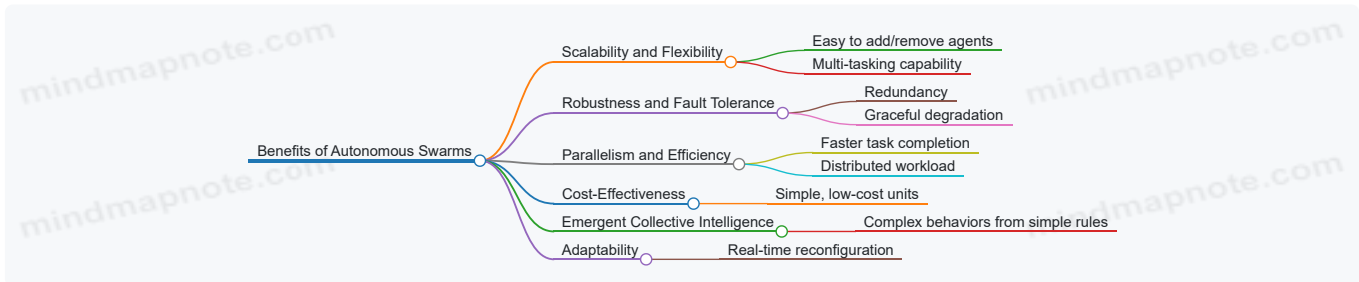 mindmapnote.com
mindmapnote.com
Benefits of Autonomous Swarms
Scalability and Flexibility
Easy to add/remove agents
Multi-tasking capability
Robustness and Fault Tolerance
Redundancy
Graceful degradation
Parallelism and Efficiency
Faster task completion
Distributed workload
Cost-Effectiveness
Simple, low-cost units
Emergent Collective Intelligence
Complex behaviors from simple rules
Adaptability
Real-time reconfiguration
mindmapnote.com
mindmapnote.com